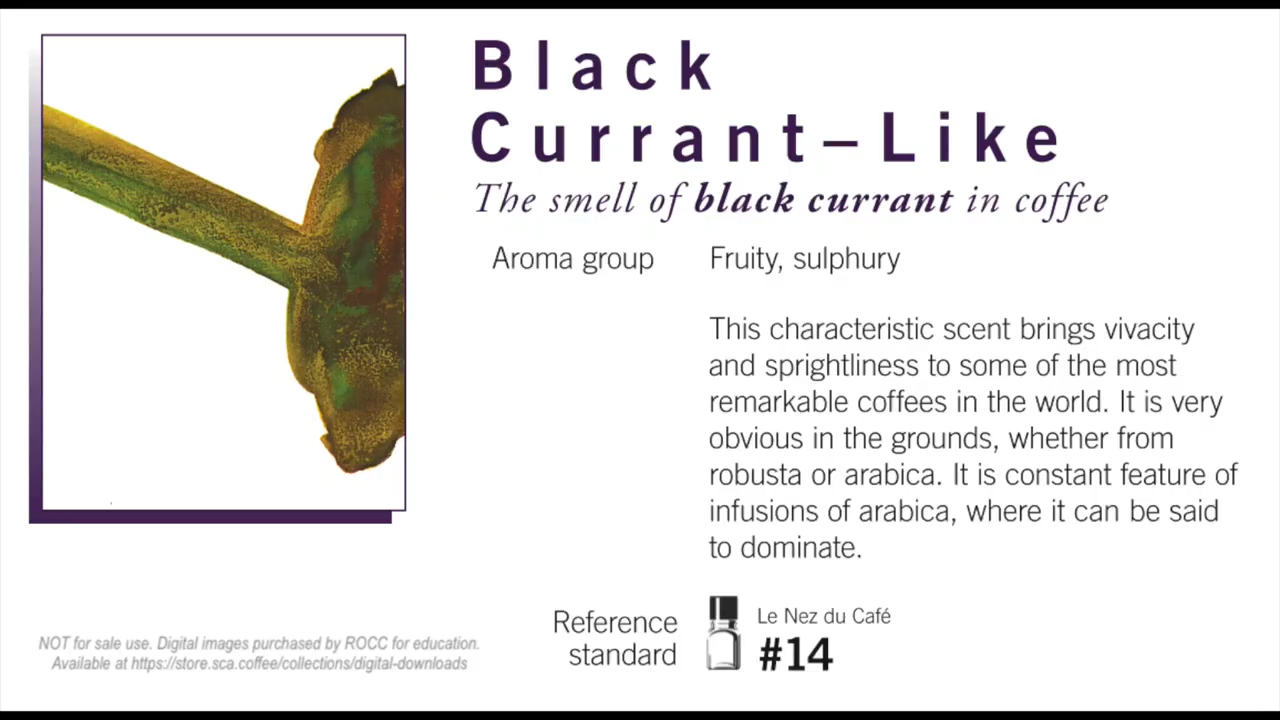 Black
Currant–Like
The smell of black currant in coffee
Aroma group
Fruity, sulphury
This characteristic scent brings vivacity
and sprightliness to some of the most
remarkable coffees in the world. It is very
obvious in the grounds, whether from
robusta or arabica. It is constant feature of
infusions of arabica, where it can be said
to dominate.
Reference
standard
Le Nez du Café
#14
NOT for sale use. Digital images purchased by ROCC for education.
Available at https://store.sca.coffee/collections/digital-downloads